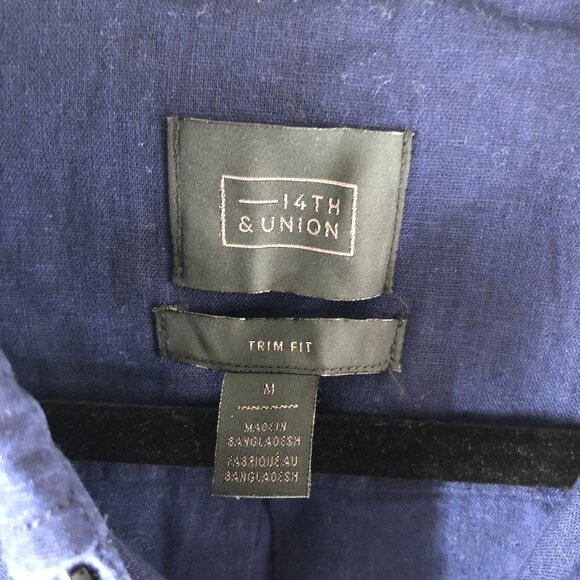 —14TH
& UNION
TRIM FIT
M
MADE IN
BANGLADESH
FABRIQUÉ AU
BANGLADESH